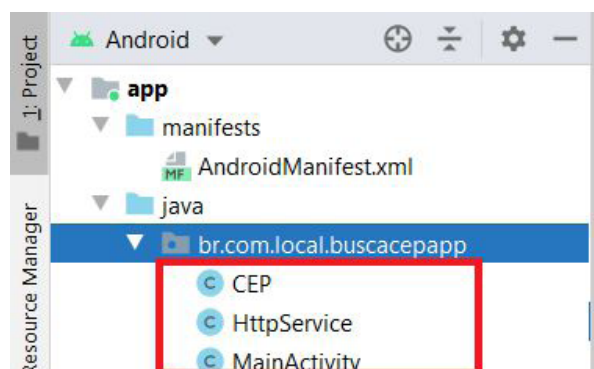 Android
1: Project
app
manifests
MF AndroidManifest.xml
java
br.com.local.buscacepapp
C CEP
C HttpService
C MainActivity
Resource Manager